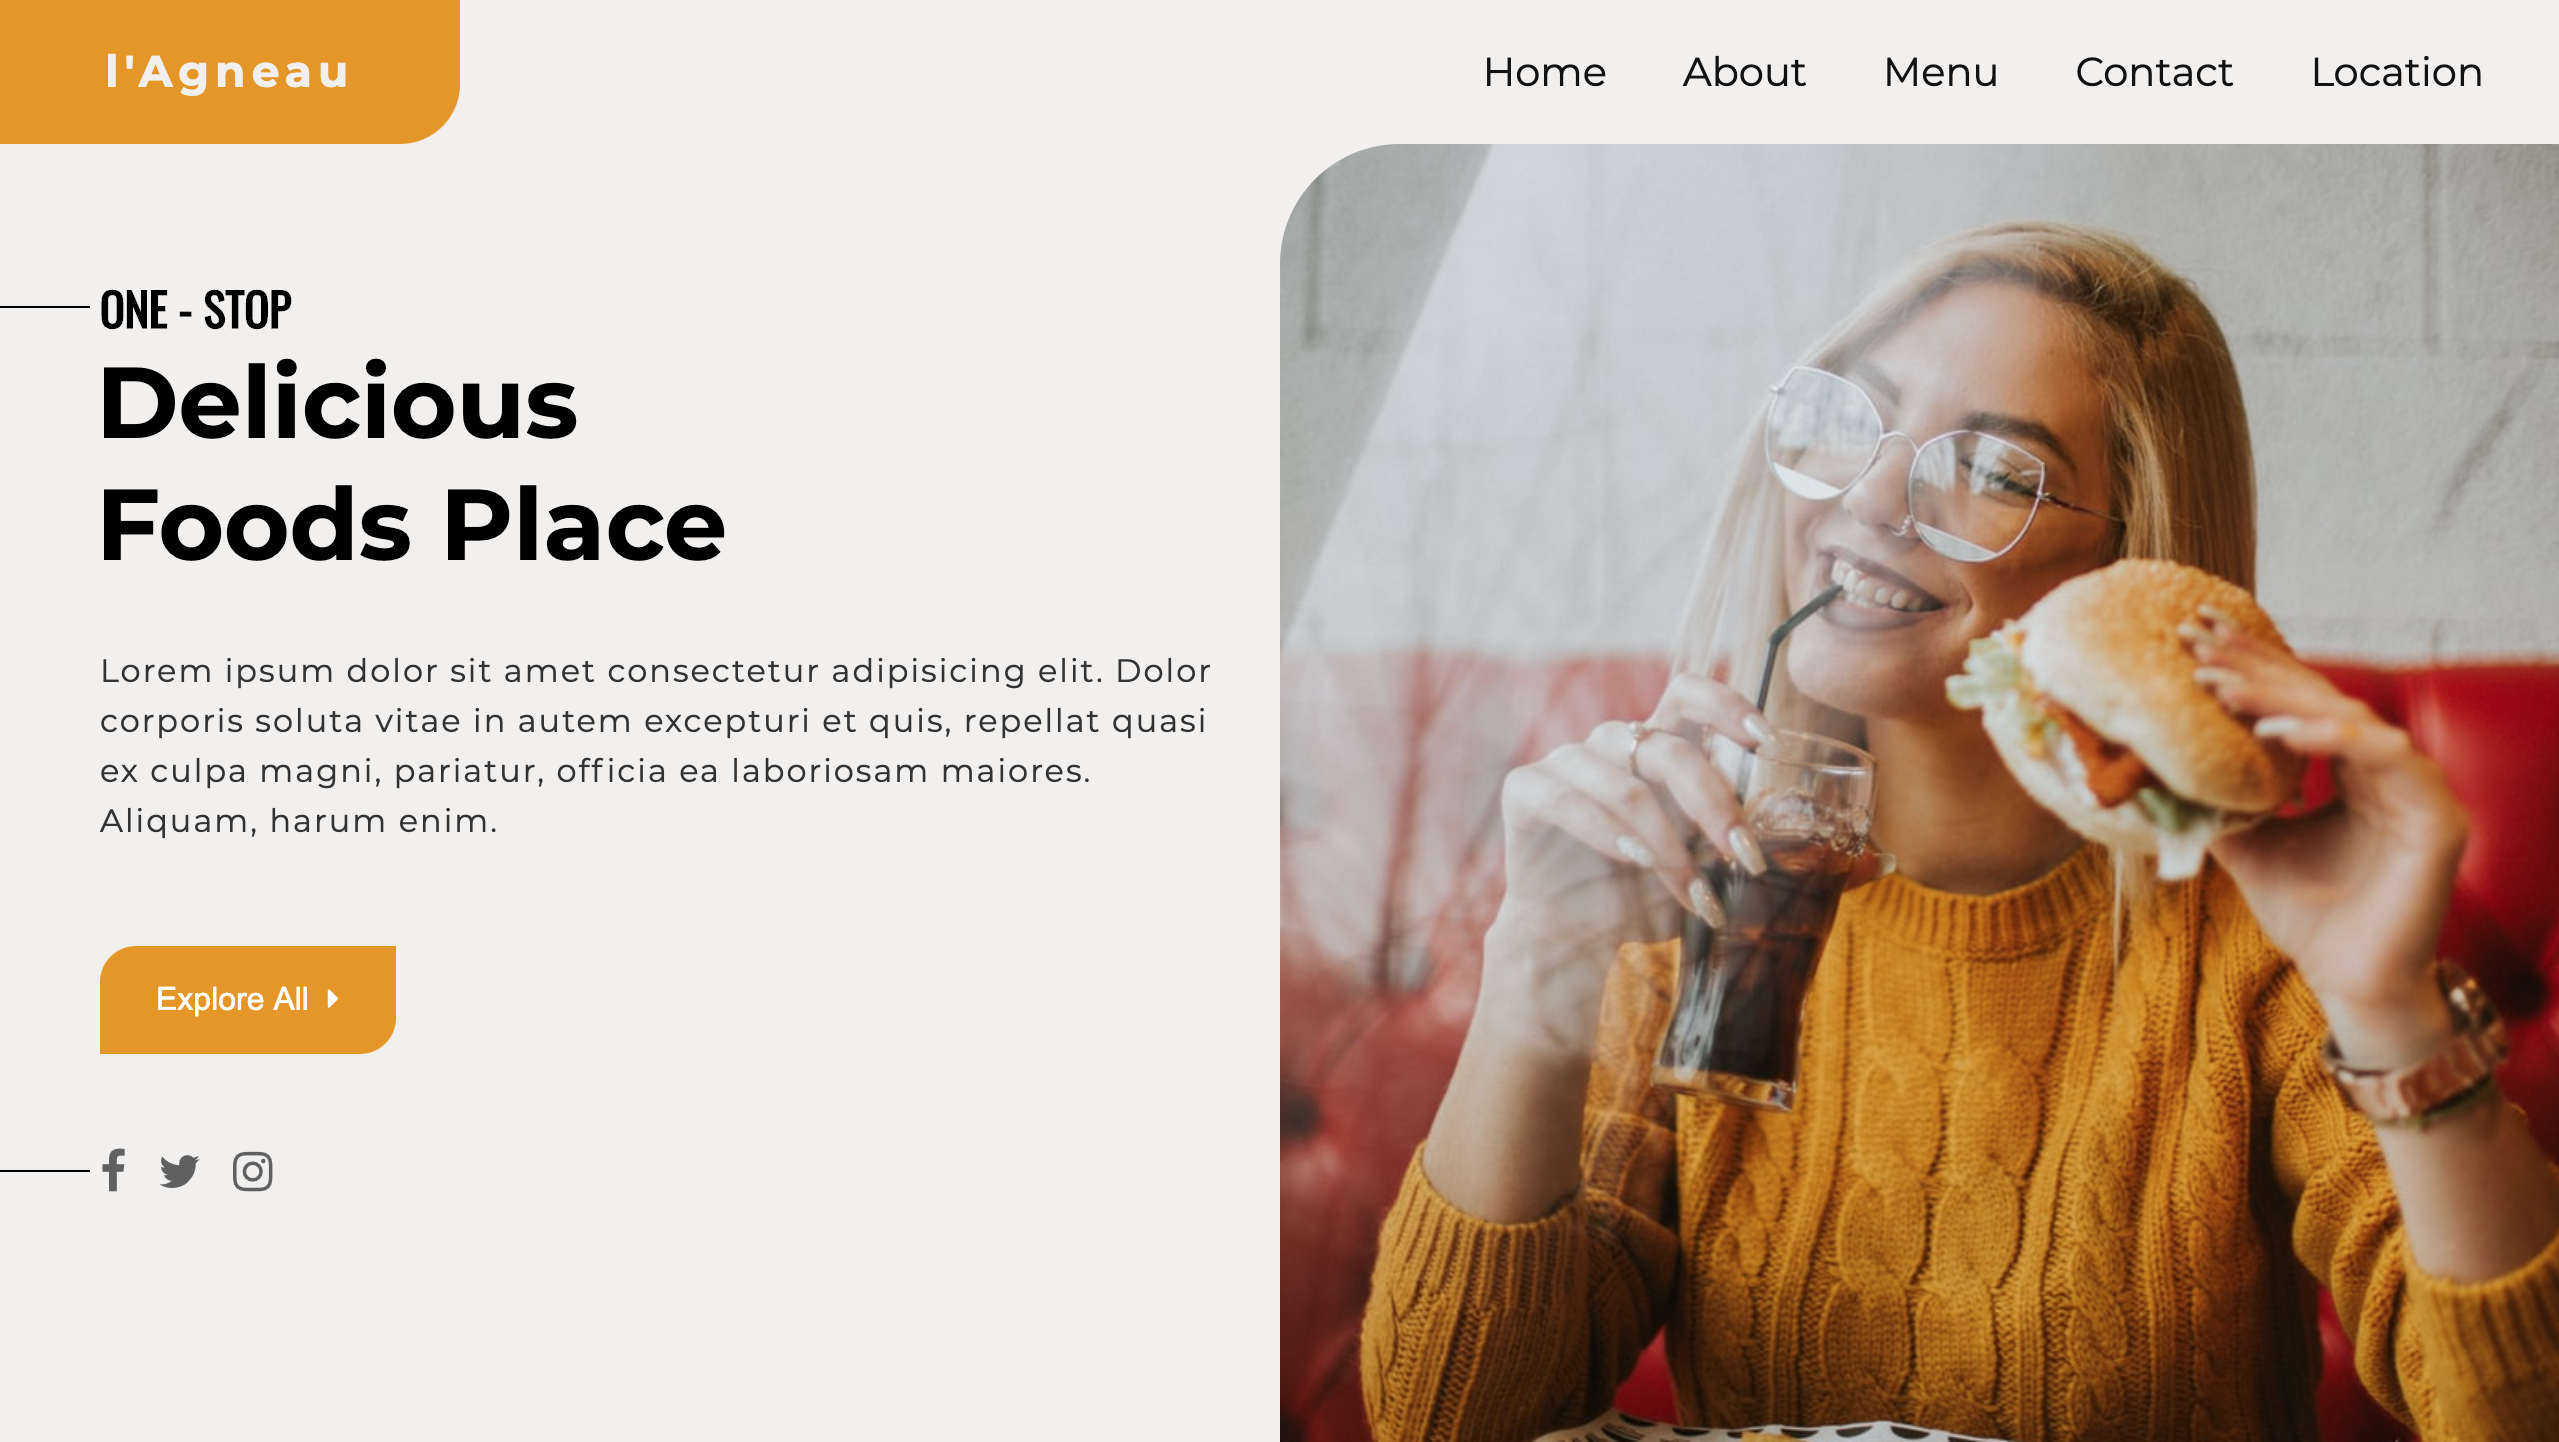 l'Agneau
Home About Menu Contact Location
ONE - STOP
Delicious
Foods Place
Lorem ipsum dolor sit amet consectetur adipisicing elit. Dolor
corporis soluta vitae in autem excepturi et quis, repellat quasi
ex culpa magni, pariatur, officia ea laboriosam maiores.
Aliquam, harum enim.
Explore All